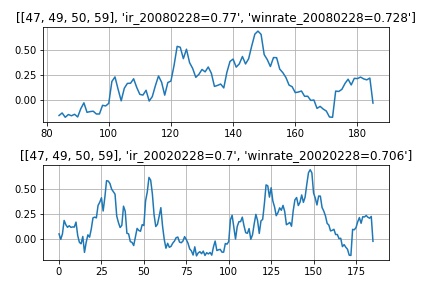 [[47, 49, 50, 59], 'ir_20080228=0.77', 'winrate_20080228=0.728']
0.50
0.25
0.00
80 100 120 140 160 180
[[47, 49, 50, 59], 'ir_20020228=0.7', 'winrate_20020228=0.706']
0.50
0.25
0.00
0 25 50 75 100 125 150 175